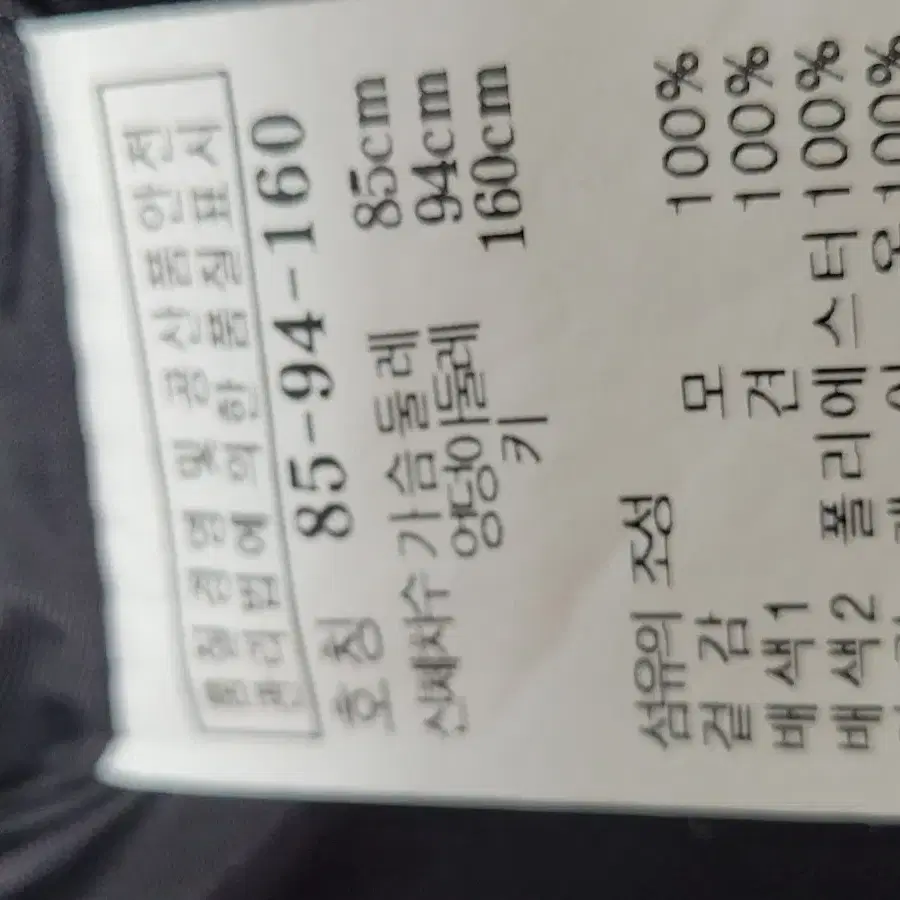 품질경영 및 공산품안전
관리법에 의한 품질표시
호칭 85-94-160
신체치수 가슴둘레 85cm
엉덩이둘레 94cm
키 160cm
섬유의 조성
겉감 모 100%
배색1 견 100%
배색2 폴리에스터 100%
100%